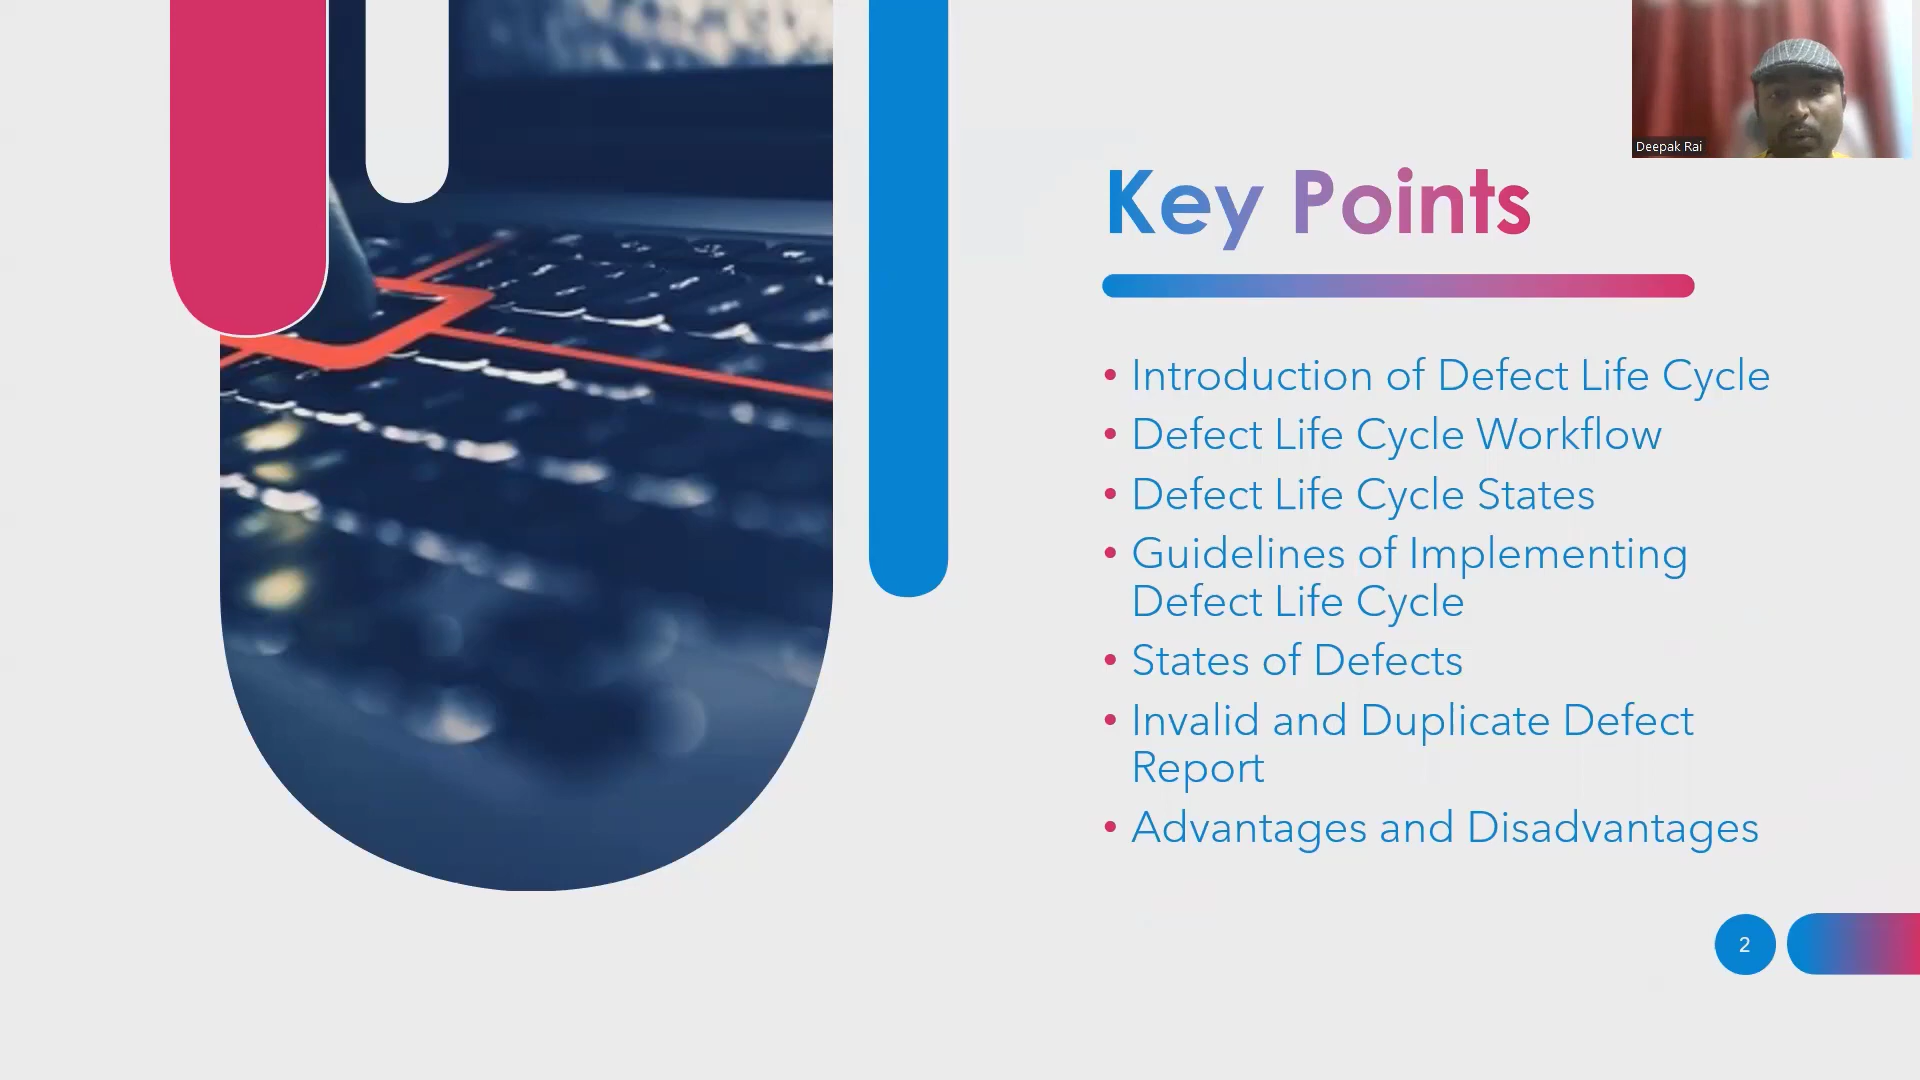 Deepak Rai
Key Points
• Introduction of Defect Life Cycle
• Defect Life Cycle Workflow
• Defect Life Cycle States
• Guidelines of Implementing
Defect Life Cycle
• States of Defects
• Invalid and Duplicate Defect
Report
• Advantages and Disadvantages
2